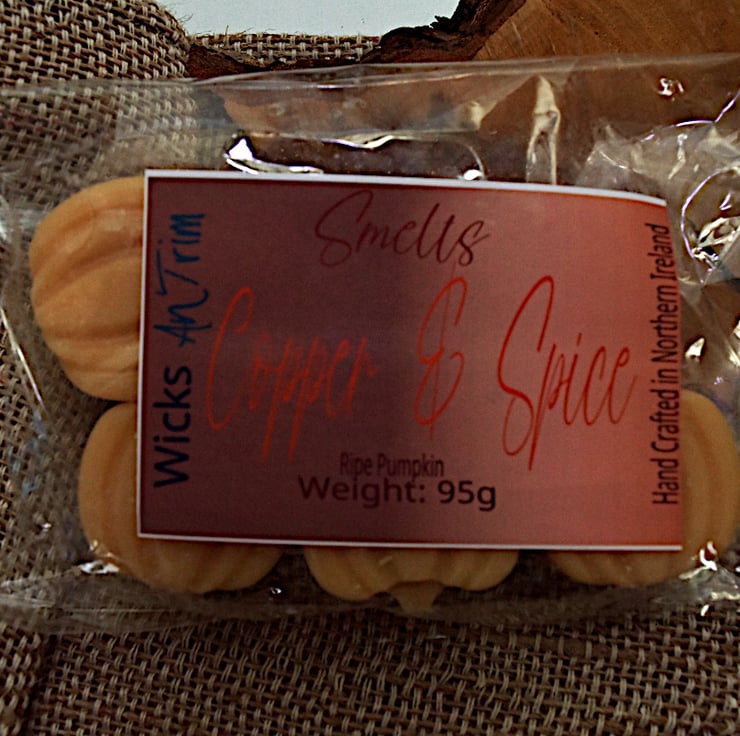 Smells
Copper & Spice
Ripe Pumpkin
Weight: 95g
Wicks AnTrim
Hand Crafted in Northern Ireland